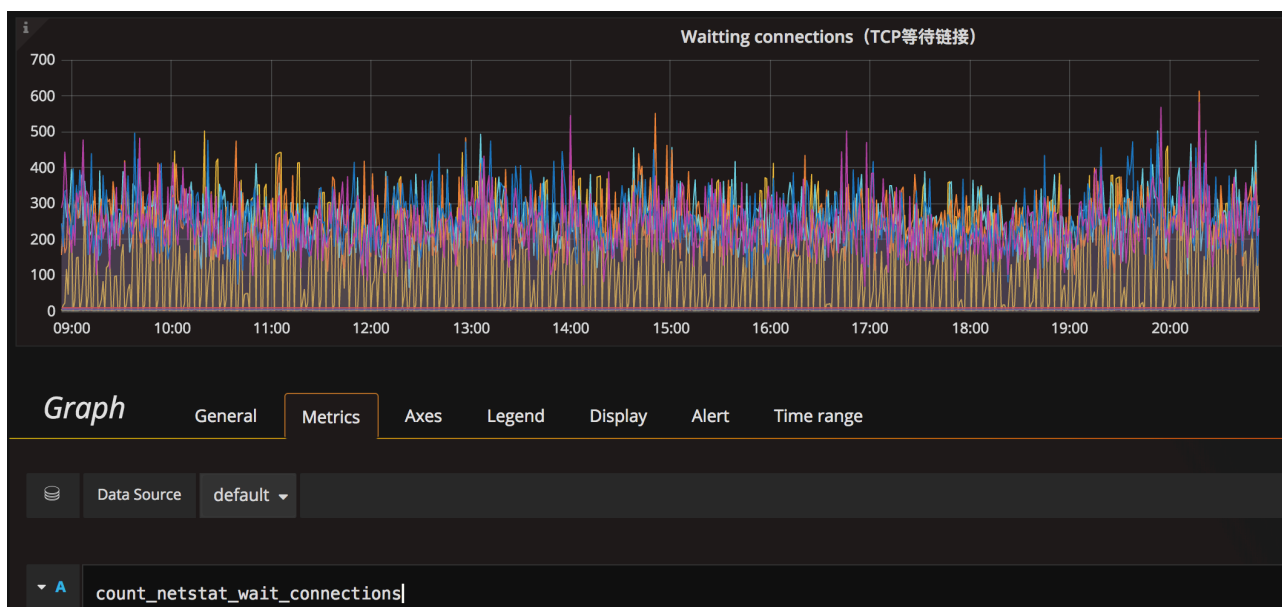 Waitting connections（TCP等待链接）
700
600
500
400
300
200
100
0
09:00 10:00 11:00 12:00 13:00 14:00 15:00 16:00 17:00 18:00 19:00 20:00
Graph General Metrics Axes Legend Display Alert Time range
Data Source default
A count_netstat_wait_connections